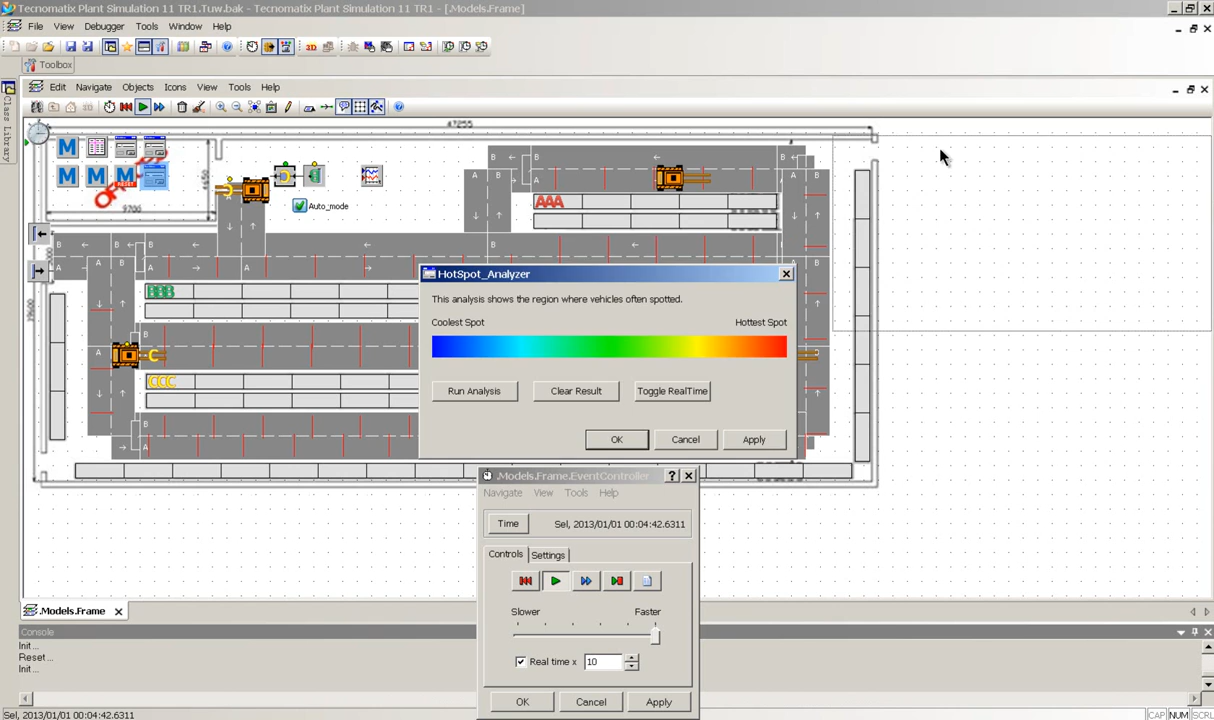 Tecnomatix Plant Simulation 11 TR1.Tuw.bak - Tecnomatix Plant Simulation 11 TR1 - [.Models.Frame]
File View Debugger Tools Window Help
Toolbox
Class Library
Edit Navigate Objects Icons View Tools Help
47255
M
M M M
RESET
9700
Auto_mode
B
A
A B
AAA
B
A
B
A
A B
B
A
B
A
BBB
B
A
CCC
B
A
HotSpot_Analyzer
This analysis shows the region where vehicles often spotted.
Coolest Spot Hottest Spot
Run Analysis Clear Result Toggle RealTime
OK Cancel Apply
.Models.Frame.EventController
Navigate View Tools Help
Time Sel, 2013/01/01 00:04:42.6311
Controls Settings
Slower Faster
Real time x 10
OK Cancel Apply
.Models.Frame
Console
Init ...
Reset ...
Init ...
Sel, 2013/01/01 00:04:42.6311
CAP NUM SCRL